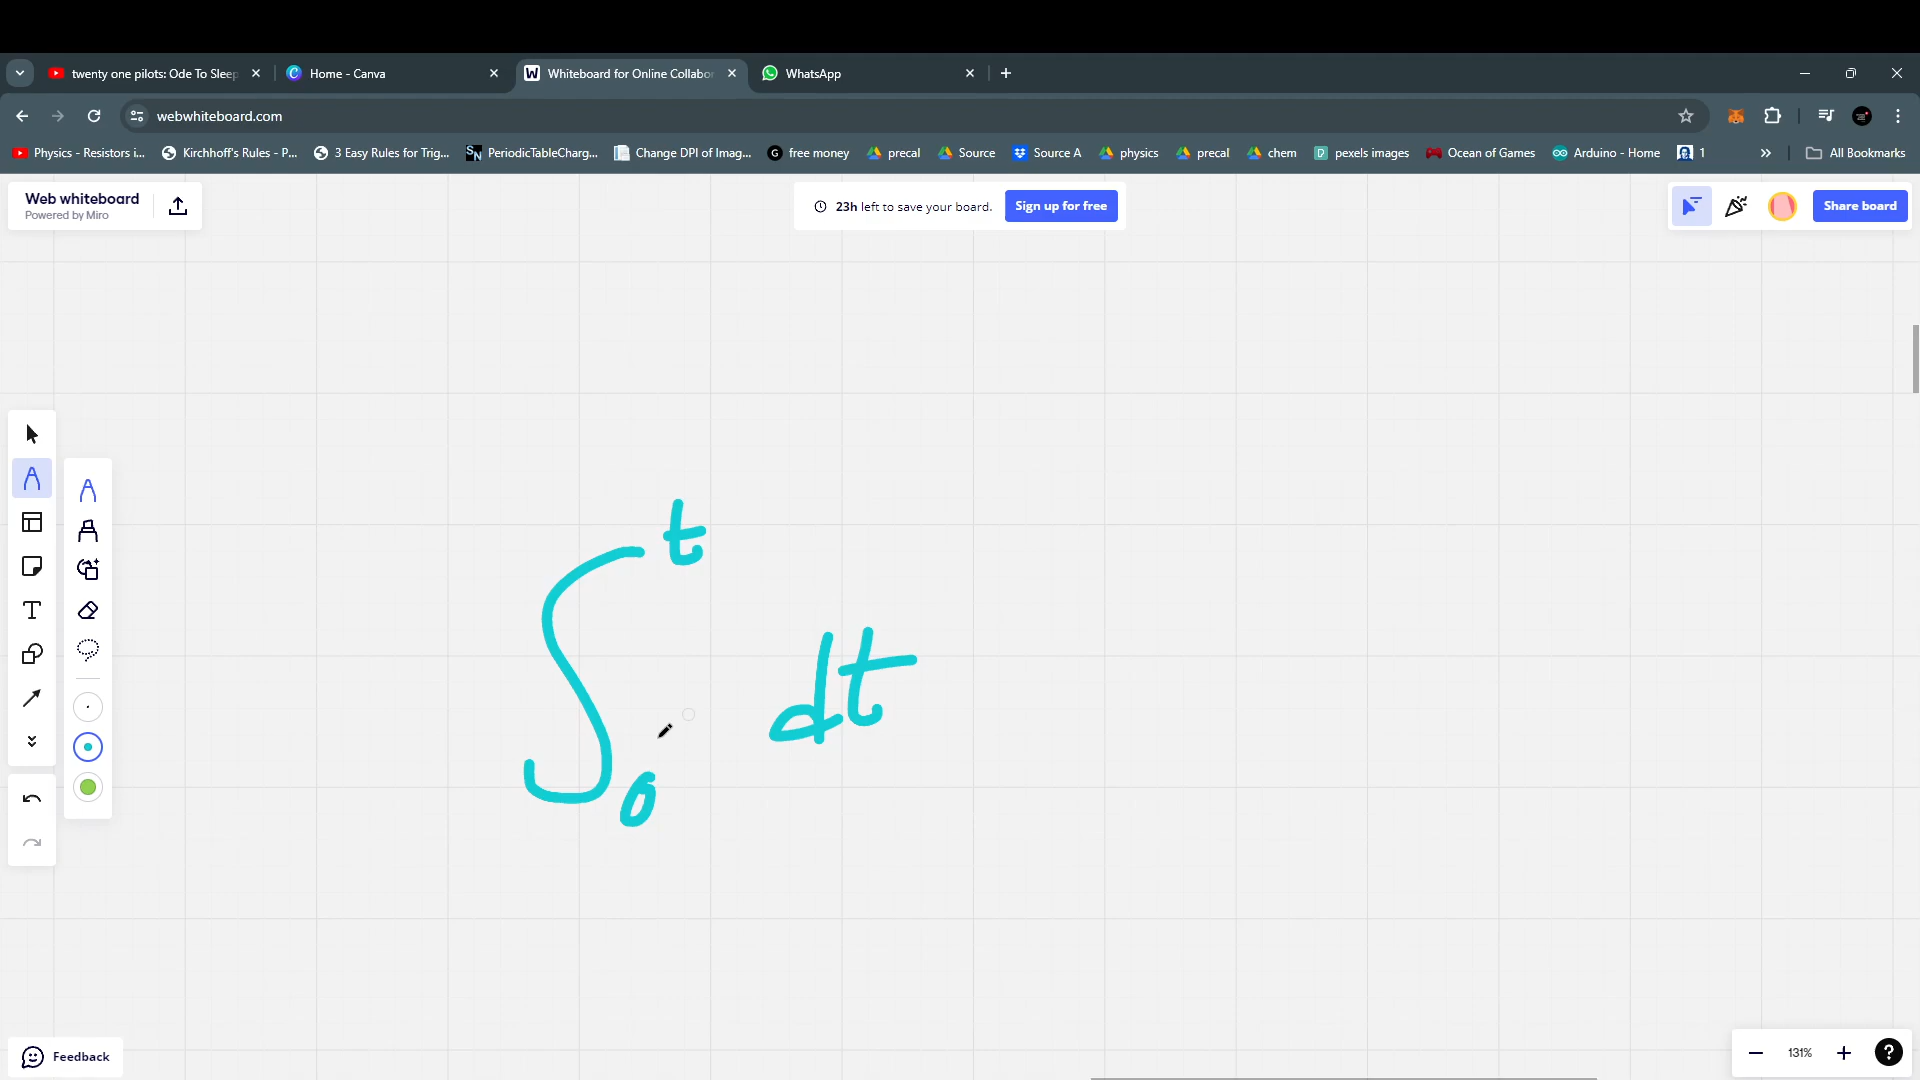 twenty one pilots: Ode To Sleep
Home - Canva
Whiteboard for Online Collabor
WhatsApp
webwhiteboard.com
Physics - Resistors i...
Kirchhoff's Rules - P...
3 Easy Rules for Trig...
PeriodicTableCharg...
Change DPI of Imag...
free money
precal
Source
Source A
physics
precal
chem
pexels images
Ocean of Games
Arduino - Home
1
All Bookmarks
Web whiteboard
Powered by Miro
23h left to save your board.
Sign up for free
Share board
∫₀ᵗ dt
T
Feedback
131%
?